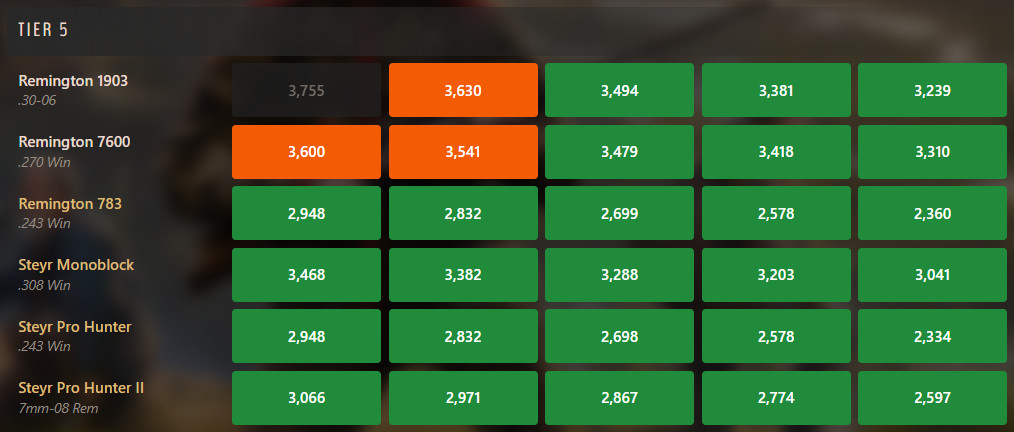 TIER 5
Remington 1903
.30-06
3,755 3,630 3,494 3,381 3,239
Remington 7600
.270 Win
3,600 3,541 3,479 3,418 3,310
Remington 783
.243 Win
2,948 2,832 2,699 2,578 2,360
Steyr Monoblock
.308 Win
3,468 3,382 3,288 3,203 3,041
Steyr Pro Hunter
.243 Win
2,948 2,832 2,698 2,578 2,334
Steyr Pro Hunter II
7mm-08 Rem
3,066 2,971 2,867 2,774 2,597